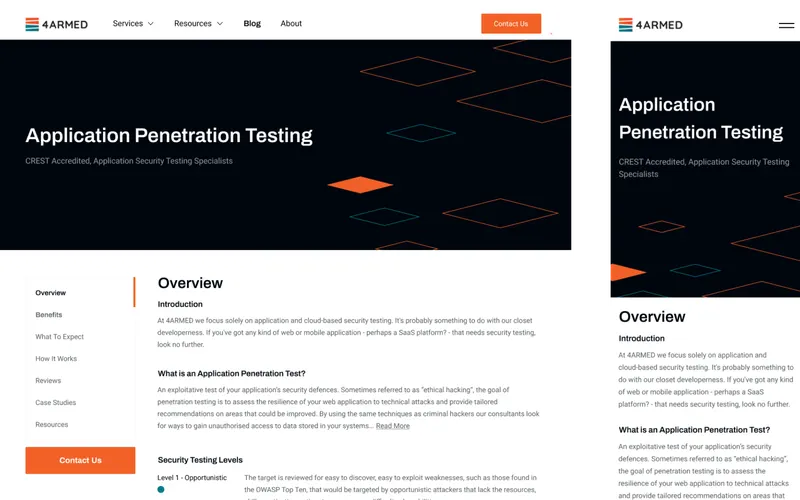 4ARMED
Services
Resources
Blog
About
Contact Us
Application Penetration Testing
CREST Accredited, Application Security Testing Specialists
Overview
Benefits
What To Expect
How It Works
Reviews
Case Studies
Resources
Contact Us
Overview
Introduction
At 4ARMED we focus solely on application and cloud-based security testing. It's probably something to do with our closet
developerness. If you've got any kind of web or mobile application - perhaps a SaaS platform? - that needs security testing,
look no further.
What is an Application Penetration Test?
An exploitative test of your application's security defences. Sometimes referred to as "ethical hacking", the goal of
penetration testing is to assess the resilience of your web application to technical attacks and provide tailored
recommendations on areas that could be improved. By using the same techniques as criminal hackers our consultants look
for ways to gain unauthorised access to data stored in your systems... Read More
Security Testing Levels
Level 1 - Opportunistic
The target is reviewed for easy to discover, easy to exploit weaknesses, such as those found in
the OWASP Top Ten, that would be targeted by opportunistic attackers that lack the resources,
4ARMED
Application
Penetration Testing
CREST Accredited, Application Security Testing
Specialists
Overview
Introduction
At 4ARMED we focus solely on application and
cloud-based security testing. It's probably something to
do with our closet developerness. If you've got any kind
of web or mobile application - perhaps a SaaS
platform? - that needs security testing, look no further.
What is an Application Penetration Test?
An exploitative test of your application's security
defences. Sometimes referred to as "ethical hacking",
the goal of penetration testing is to assess the
resilience of your web application to technical attacks
and provide tailored recommendations on areas that